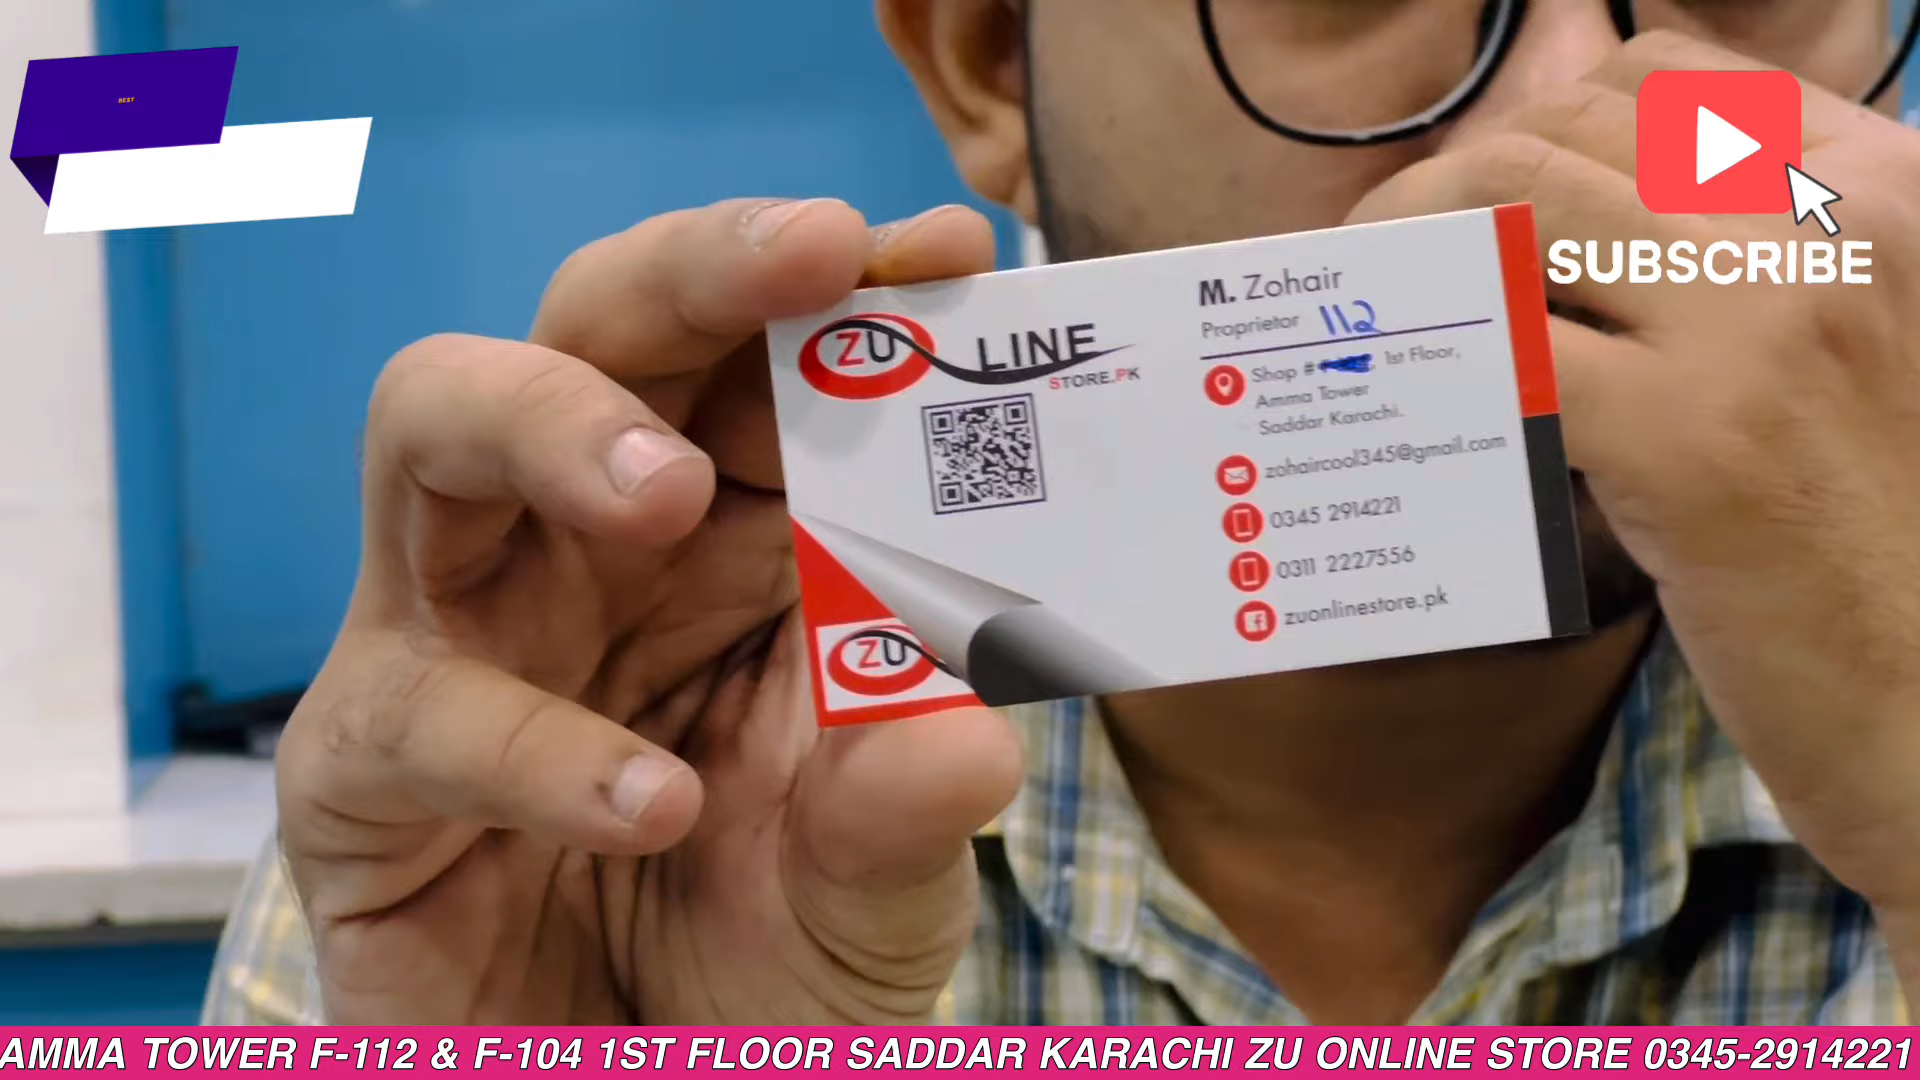 BEST
SUBSCRIBE
ZU LINE
STORE.PK
M. Zohair
Proprietor 112
Shop # , 1st Floor,
Amma Tower
Saddar Karachi.
zohaircool345@gmail.com
0345 2914221
0311 2227556
zuonlinestore.pk
ZU
AMMA TOWER F-112 & F-104 1ST FLOOR SADDAR KARACHI ZU ONLINE STORE 0345-2914221